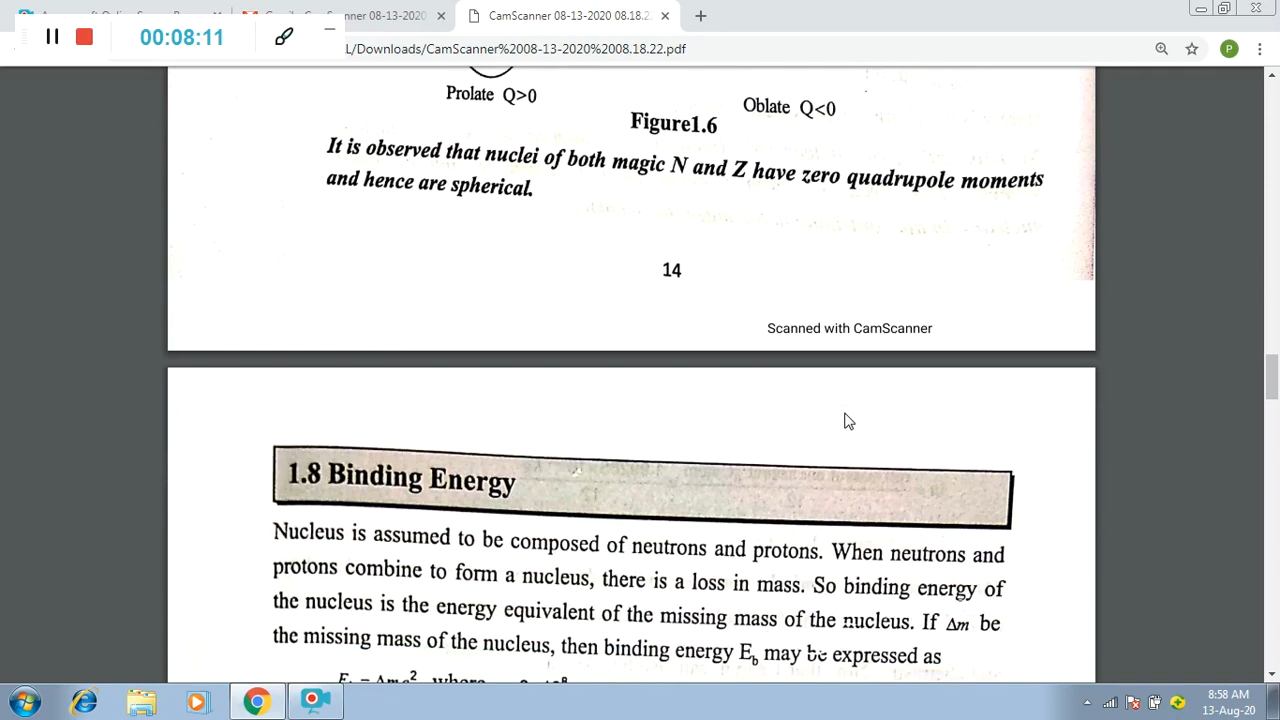 CamScanner 08-13-2020 08.18.2
nner 08-13-2020
00:08:11
L/Downloads/CamScanner%2008-13-2020%2008.18.22.pdf
P
Prolate Q>0
Oblate Q<0
Figure1.6
It is observed that nuclei of both magic N and Z have zero quadrupole moments
and hence are spherical.
14
Scanned with CamScanner
1.8 Binding Energy
Nucleus is assumed to be composed of neutrons and protons. When neutrons and
protons combine to form a nucleus, there is a loss in mass. So binding energy of
the nucleus is the energy equivalent of the missing mass of the nucleus. If Δm be
the missing mass of the nucleus, then binding energy E_b may be expressed as
8:58 AM
13-Aug-20